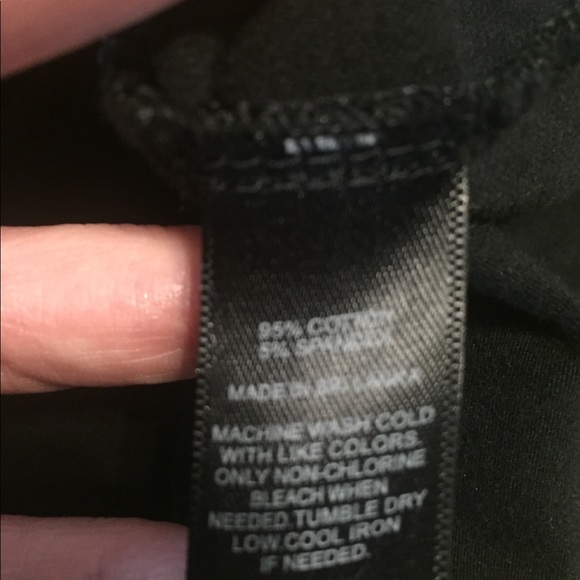 95% COTTON
5% SPANDEX
MADE IN SRI LANKA
MACHINE WASH COLD
WITH LIKE COLORS.
ONLY NON-CHLORINE
BLEACH WHEN
NEEDED.TUMBLE DRY
LOW.COOL IRON
IF NEEDED.